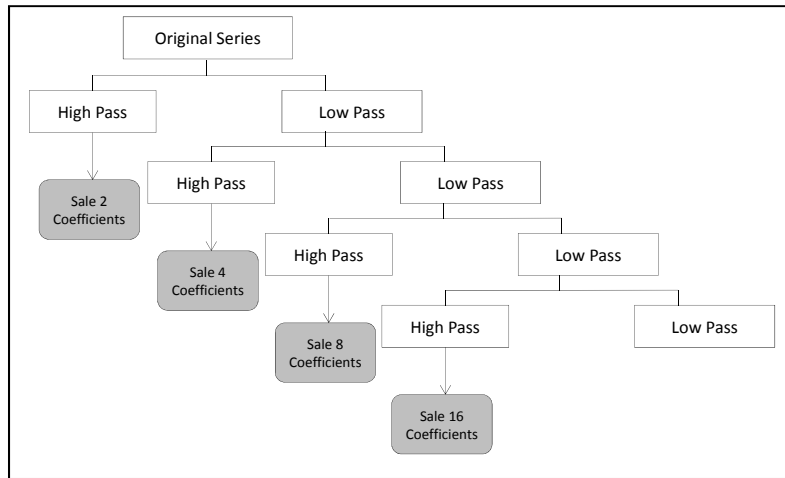 Original Series
High Pass
Low Pass
High Pass
Low Pass
Sale 2
Coefficients
High Pass
Low Pass
Sale 4
Coefficients
High Pass
Low Pass
Sale 8
Coefficients
Sale 16
Coefficients